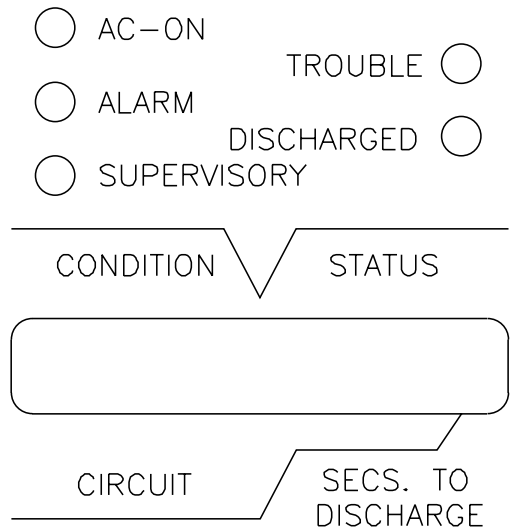 AC-ON
TROUBLE
ALARM
DISCHARGED
SUPERVISORY
CONDITION
STATUS
CIRCUIT
SECS. TO
DISCHARGE